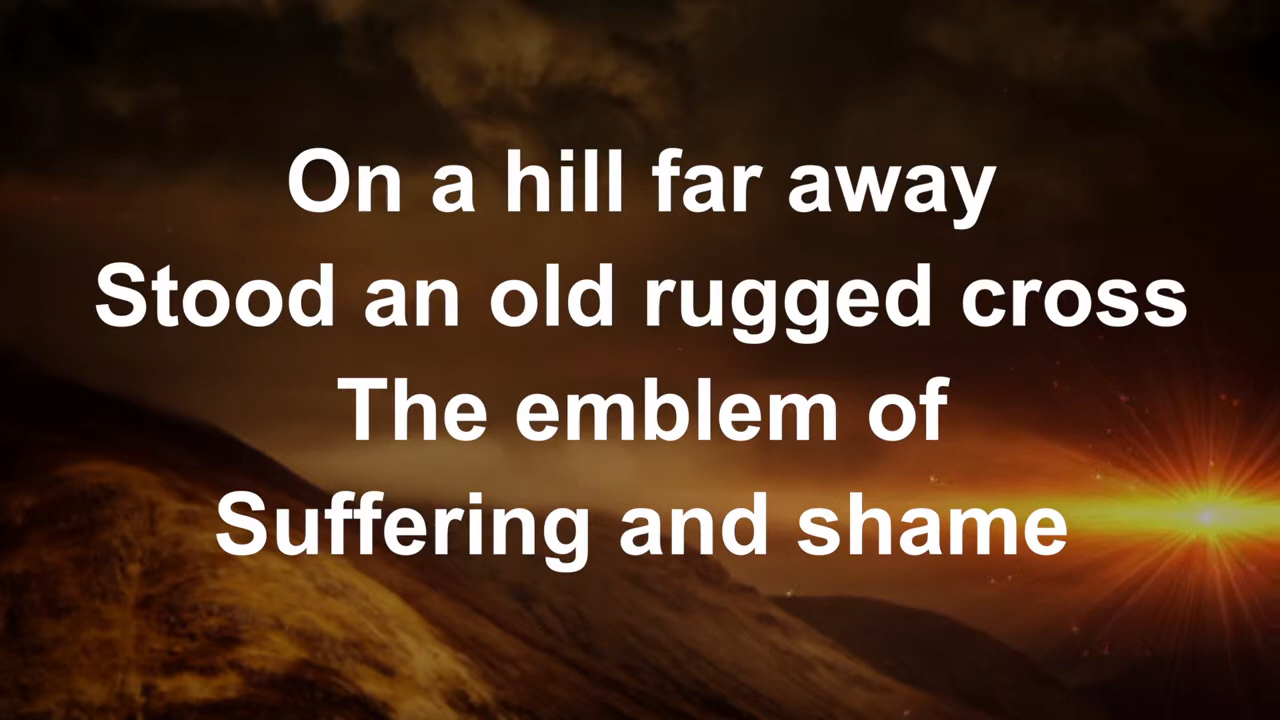 On a hill far away
Stood an old rugged cross
The emblem of
Suffering and shame